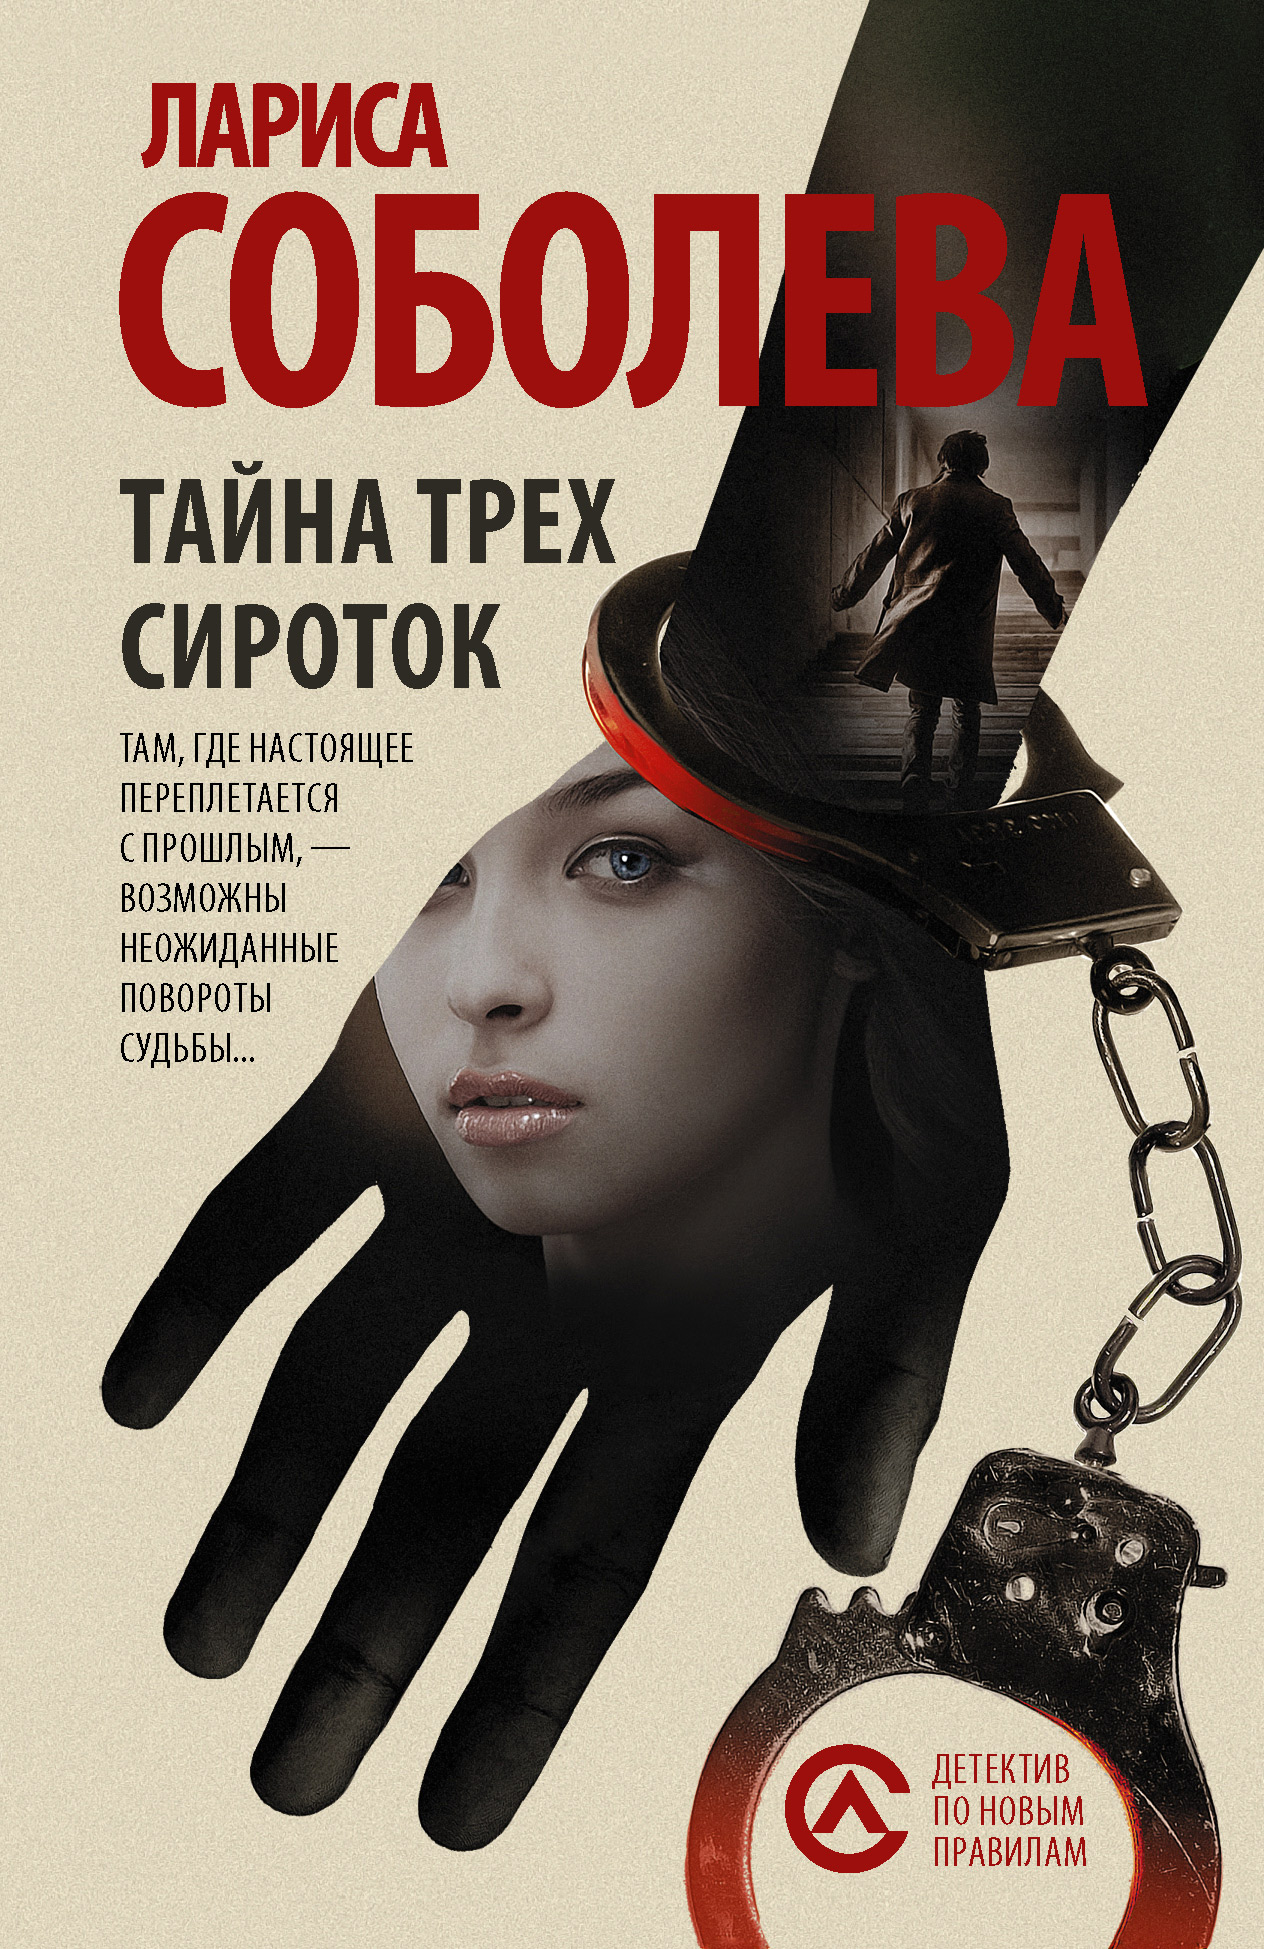 ЛАРИСА
СОБОЛЕВА
ТАЙНА ТРЕХ
СИРОТОК
ТАМ, ГДЕ НАСТОЯЩЕЕ
ПЕРЕПЛЕТАЕТСЯ
С ПРОШЛЫМ, —
ВОЗМОЖНЫ
НЕОЖИДАННЫЕ
ПОВОРОТЫ
СУДЬБЫ...
ДЕТЕКТИВ
ПО НОВЫМ
ПРАВИЛАМ